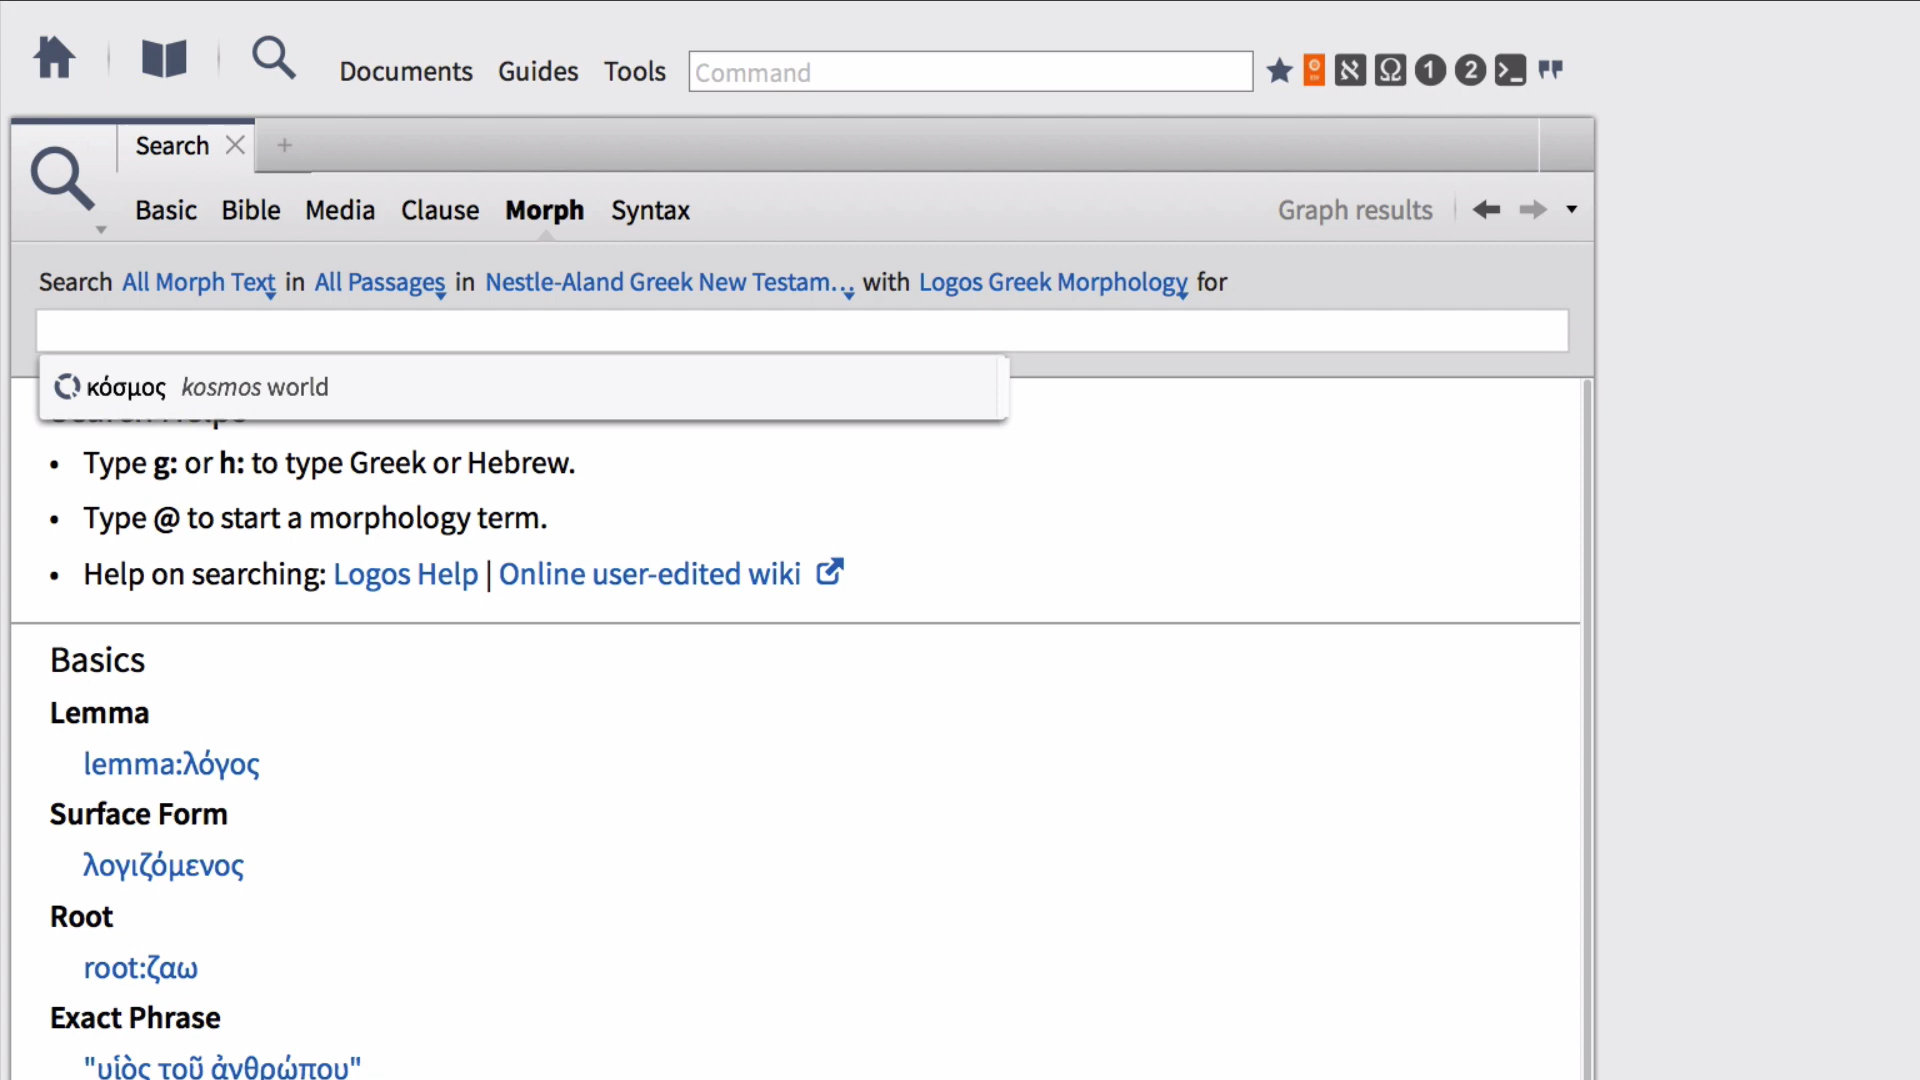 Documents Guides Tools Command
Search
Basic Bible Media Clause Morph Syntax Graph results
Search All Morph Text in All Passages in Nestle-Aland Greek New Testam... with Logos Greek Morphology for
κόσμος kosmos world
• Type g: or h: to type Greek or Hebrew.
• Type @ to start a morphology term.
• Help on searching: Logos Help | Online user-edited wiki
Basics
Lemma
lemma:λόγος
Surface Form
λογιζόμενος
Root
root:ζαω
Exact Phrase
"υἱὸς τοῦ ἀνθρώπου"